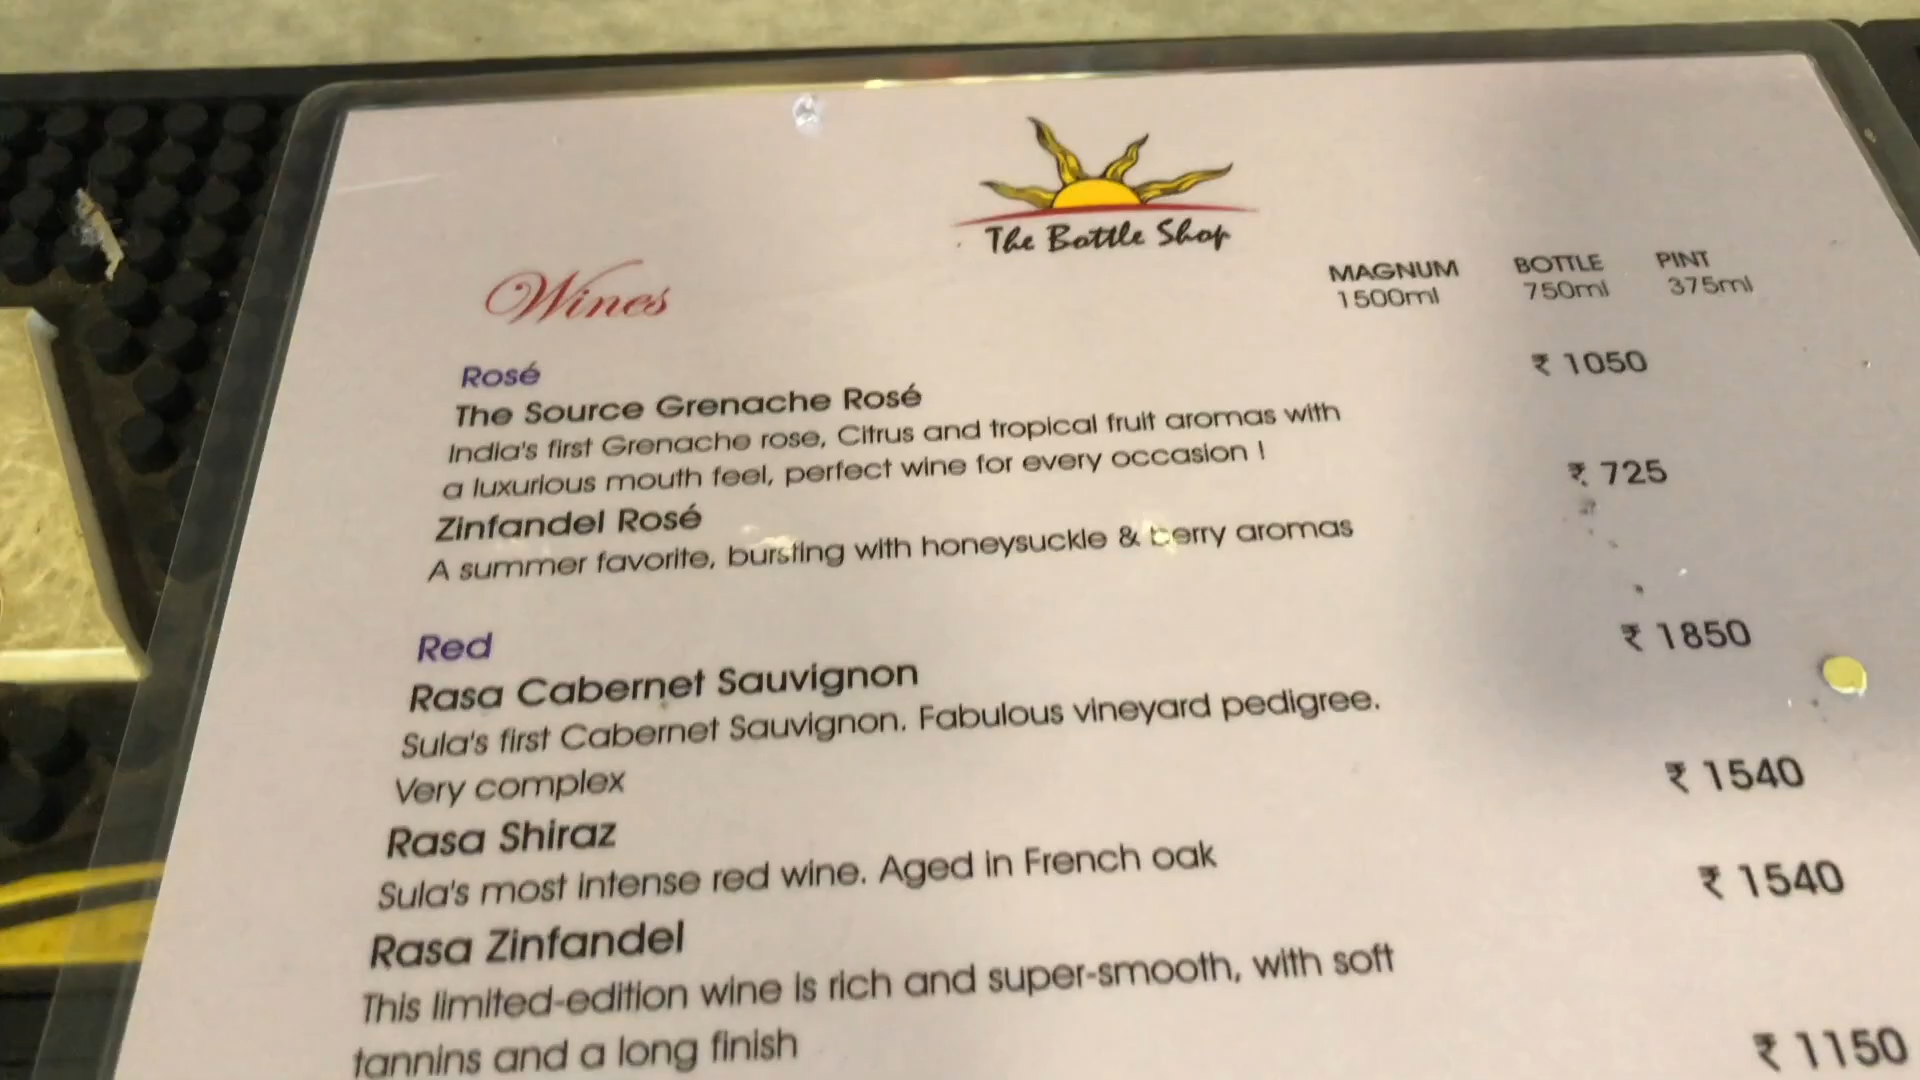 The Bottle Shop
Wines
MAGNUM BOTTLE PINT
1500ml 750ml 375ml
Rosé
The Source Grenache Rosé ₹ 1050
India's first Grenache rose, Citrus and tropical fruit aromas with
a luxurious mouth feel, perfect wine for every occasion !
Zinfandel Rosé ₹ 725
A summer favorite, bursting with honeysuckle & berry aromas
Red
Rasa Cabernet Sauvignon ₹ 1850
Sula's first Cabernet Sauvignon. Fabulous vineyard pedigree.
Very complex
Rasa Shiraz ₹ 1540
Sula's most intense red wine. Aged in French oak
Rasa Zinfandel ₹ 1540
This limited-edition wine is rich and super-smooth, with soft
tannins and a long finish
₹ 1150